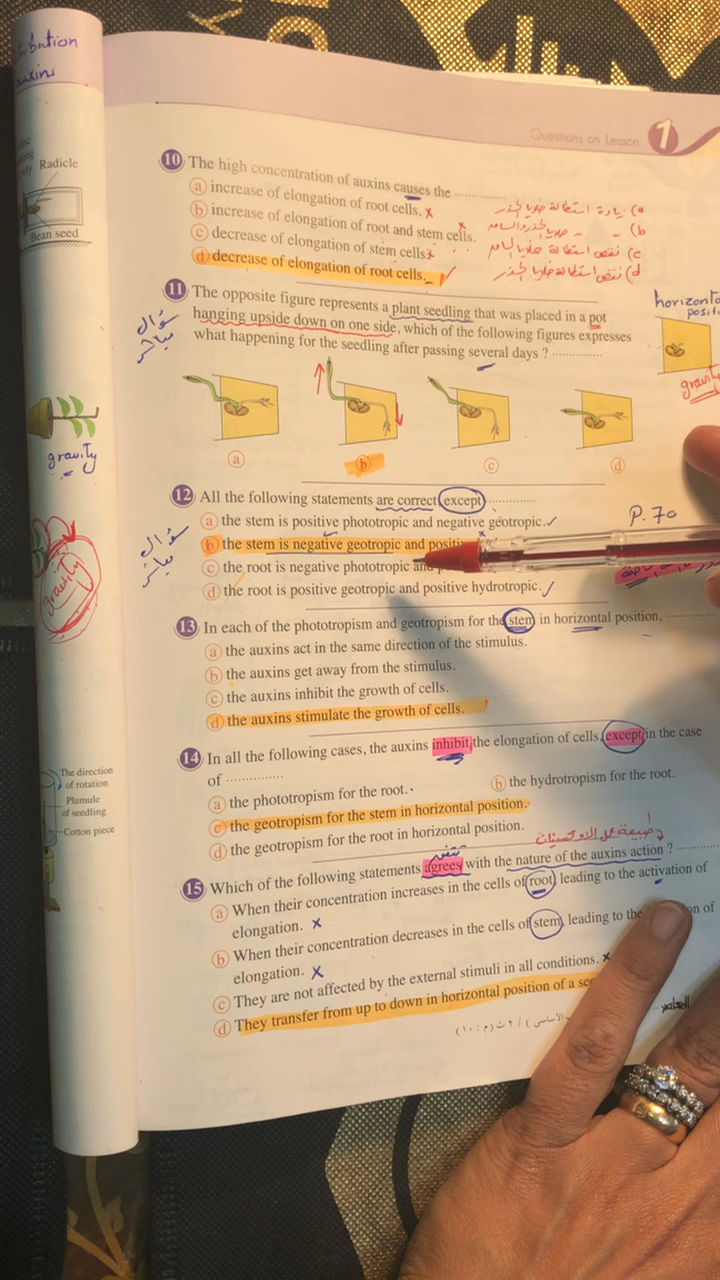 auxins
Radicle
Bean seed
gravity
gravity
The direction
of rotation
Plumule
of seedling
Cotton piece
Questions on Lesson 1
10 The high concentration of auxins causes the ..............
a increase of elongation of root cells. x
b increase of elongation of root and stem cells. x
c decrease of elongation of stem cells. x
d decrease of elongation of root cells.
11 The opposite figure represents a plant seedling that was placed in a pot
hanging upside down on one side, which of the following figures expresses
what happening for the seedling after passing several days ? ..............
gravity
a b c d
12 All the following statements are correct except ..............
a the stem is positive phototropic and negative geotropic.
b the stem is negative geotropic and
c the root is negative phototropic
d the root is positive geotropic and positive hydrotropic.
P. 70
13 In each of the phototropism and geotropism for the stem in horizontal position, ..............
a the auxins act in the same direction of the stimulus.
b the auxins get away from the stimulus.
c the auxins inhibit the growth of cells.
d the auxins stimulate the growth of cells.
14 In all the following cases, the auxins inhibit the elongation of cells, except in the case
of ..............
a the phototropism for the root.
b the hydrotropism for the root.
c the geotropism for the stem in horizontal position.
d the geotropism for the root in horizontal position.
15 Which of the following statements agrees with the nature of the auxins action ? ..............
a When their concentration increases in the cells of root, leading to the activation of
elongation. x
b When their concentration decreases in the cells of stem, leading to the
of
elongation. x
c They are not affected by the external stimuli in all conditions. x
d They transfer from up to down in horizontal position of a